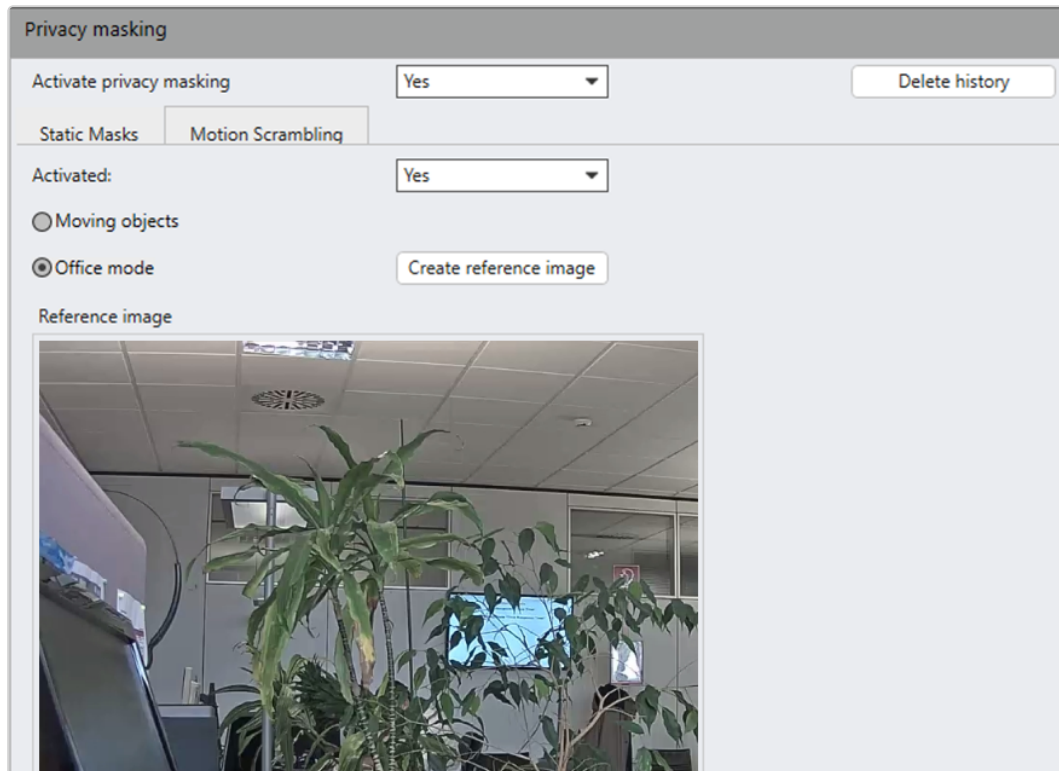 Privacy masking
Activate privacy masking Yes Delete history
Static Masks Motion Scrambling
Activated: Yes
Moving objects
Office mode Create reference image
Reference image